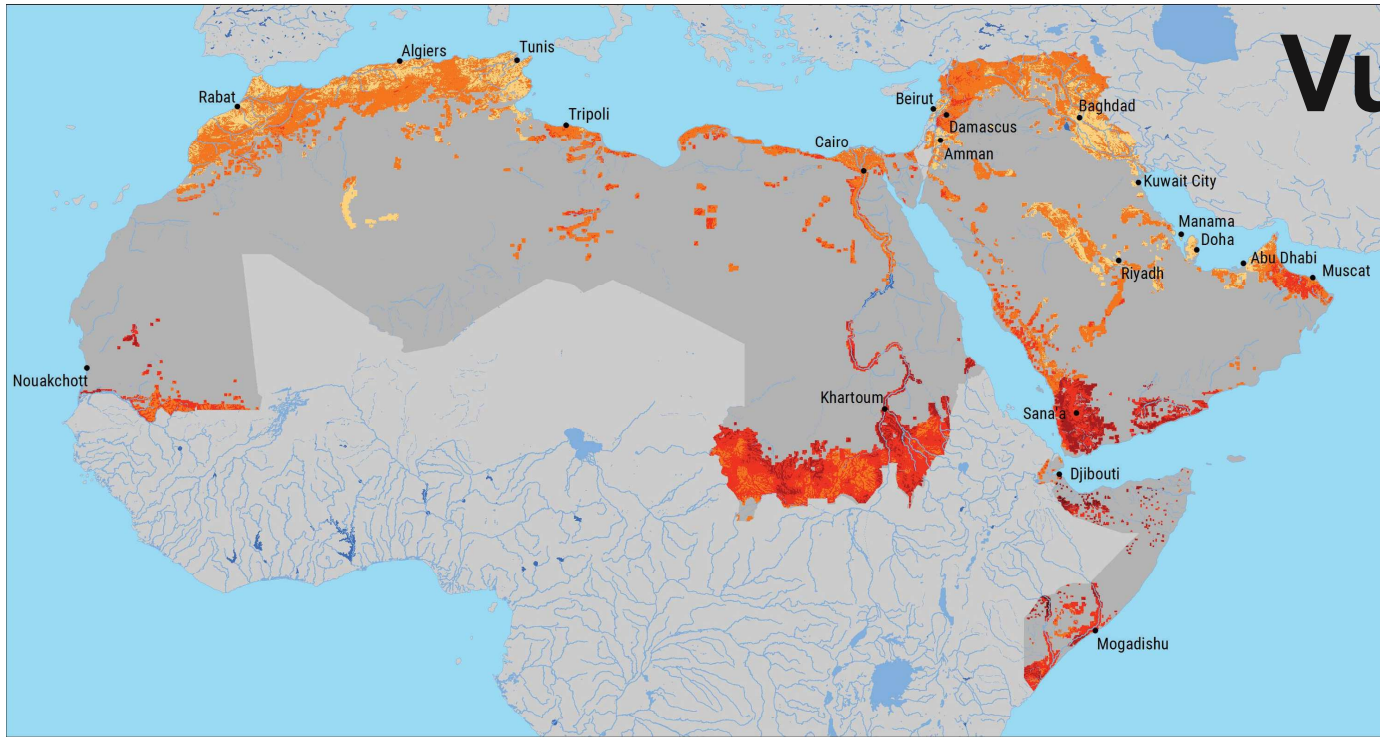 Vu
Algiers
Tunis
Rabat
Beirut
Baghdad
Tripoli
Damascus
Cairo
Amman
Kuwait City
Manama
Doha
Abu Dhabi
Riyadh
Muscat
Nouakchott
Khartoum
Sana'a
Djibouti
Mogadishu